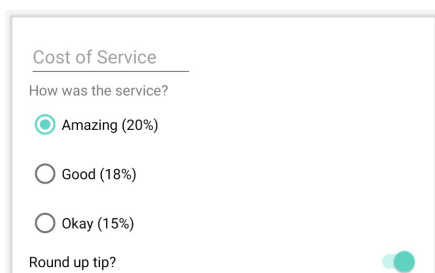 Cost of Service
How was the service?
Amazing (20%)
Good (18%)
Okay (15%)
Round up tip?